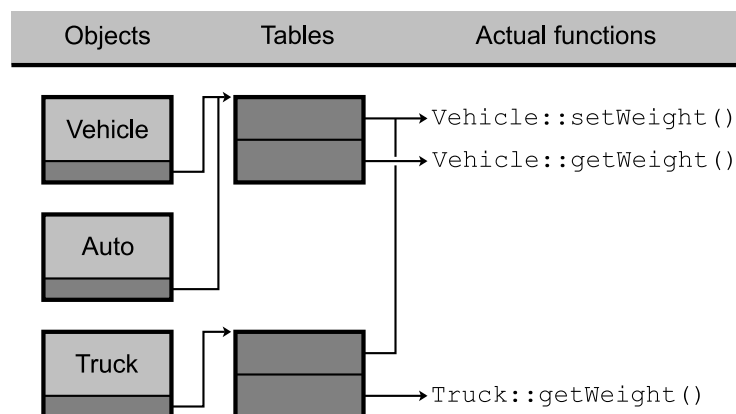 Objects Tables Actual functions
Vehicle
Vehicle::setWeight()
Vehicle::getWeight()
Auto
Truck
Truck::getWeight()